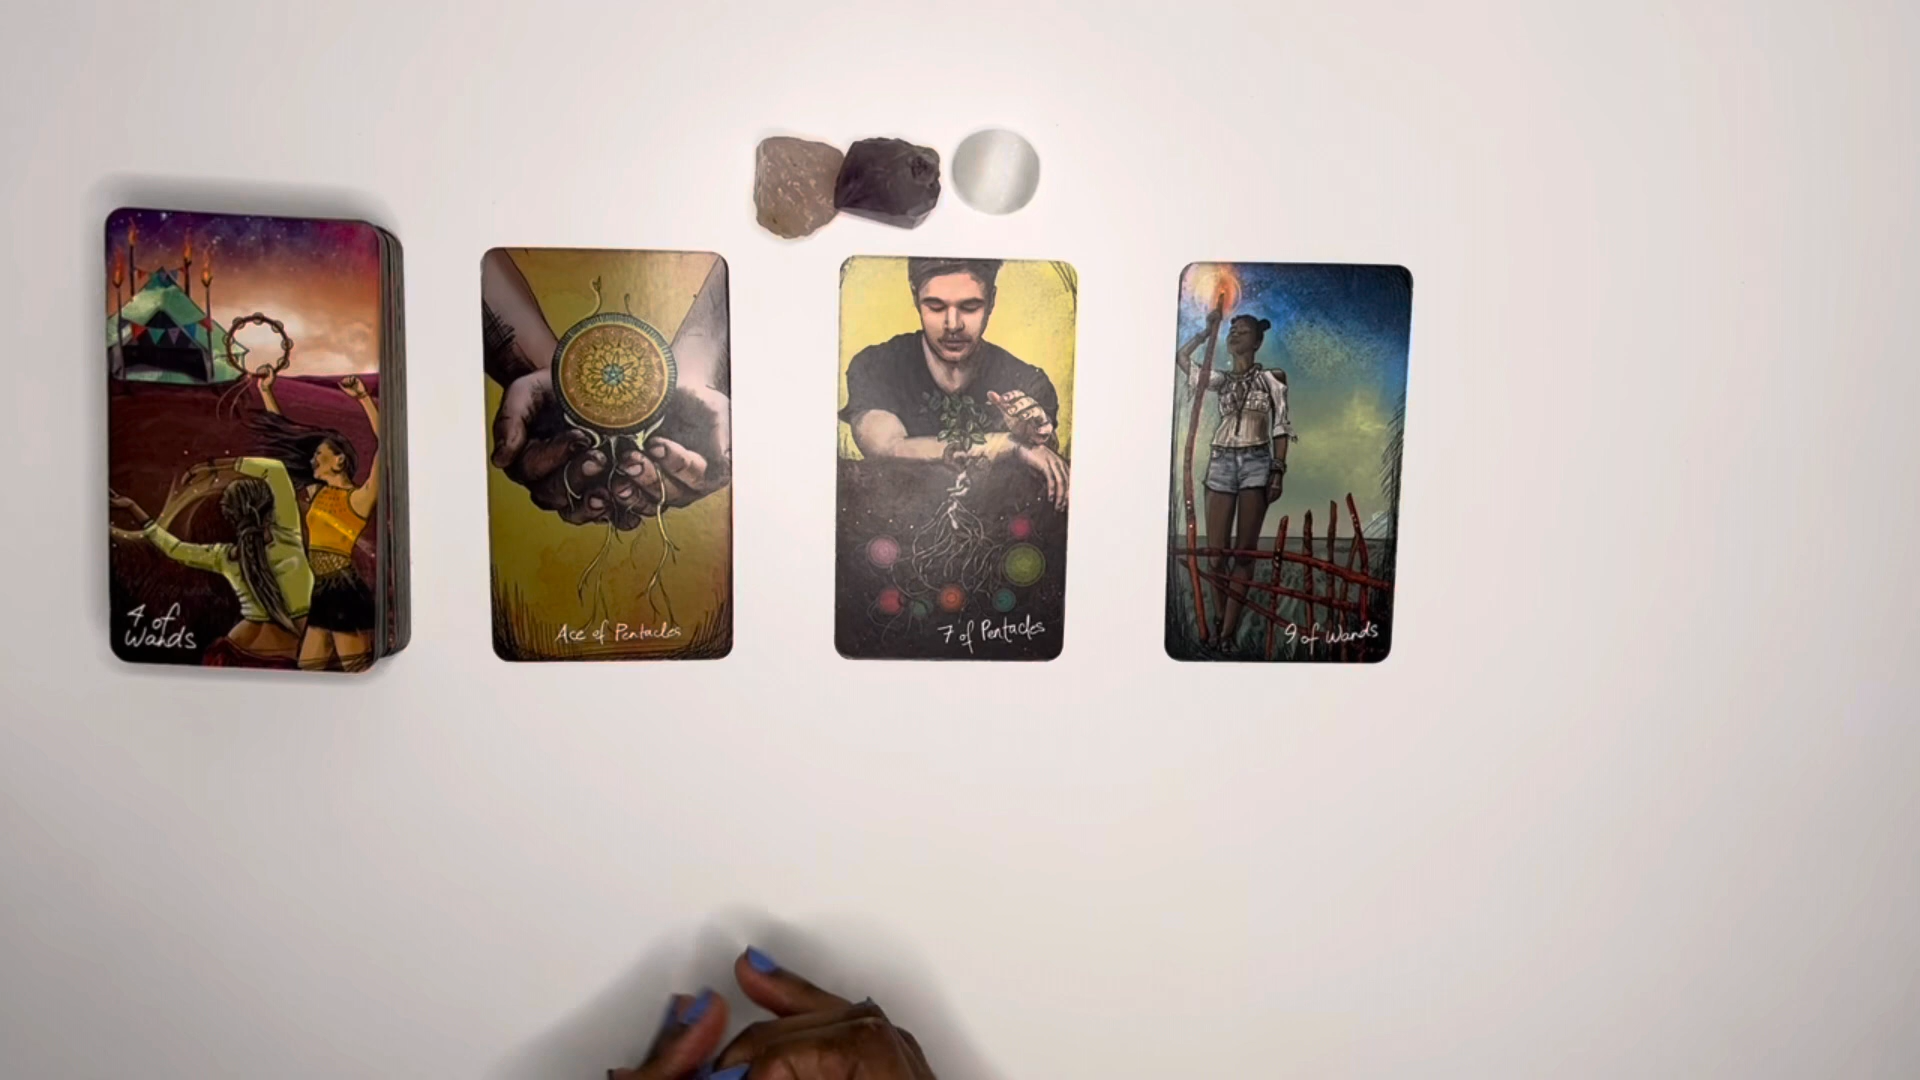 4 of
Wands
Ace of Pentacles
7 of Pentacles
9 of Wands